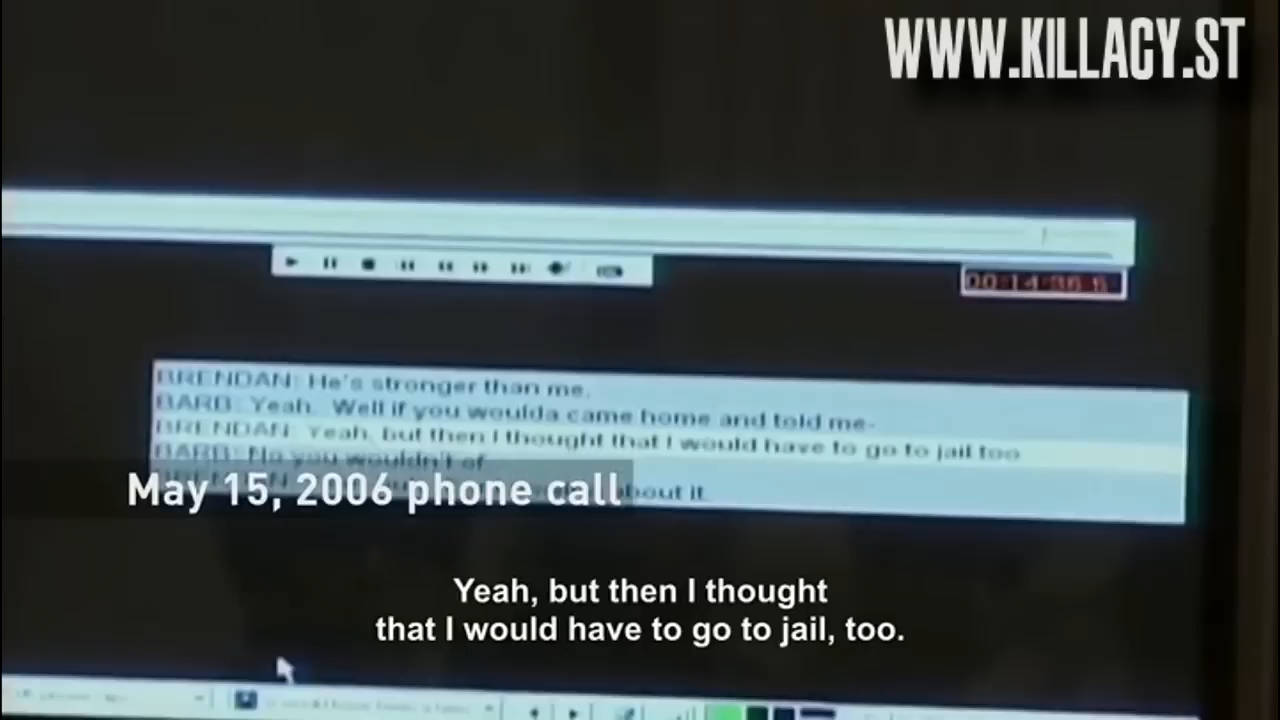 WWW.KILLACY.ST
00:14:36.5
BRENDAN: He's stronger than me.
BARB: Yeah. Well if you woulda came home and told me-
BRENDAN: Yeah, but then I thought that I would have to go to jail too
BARB: No you wouldn't of
about it.
May 15, 2006 phone call
Yeah, but then I thought
that I would have to go to jail, too.